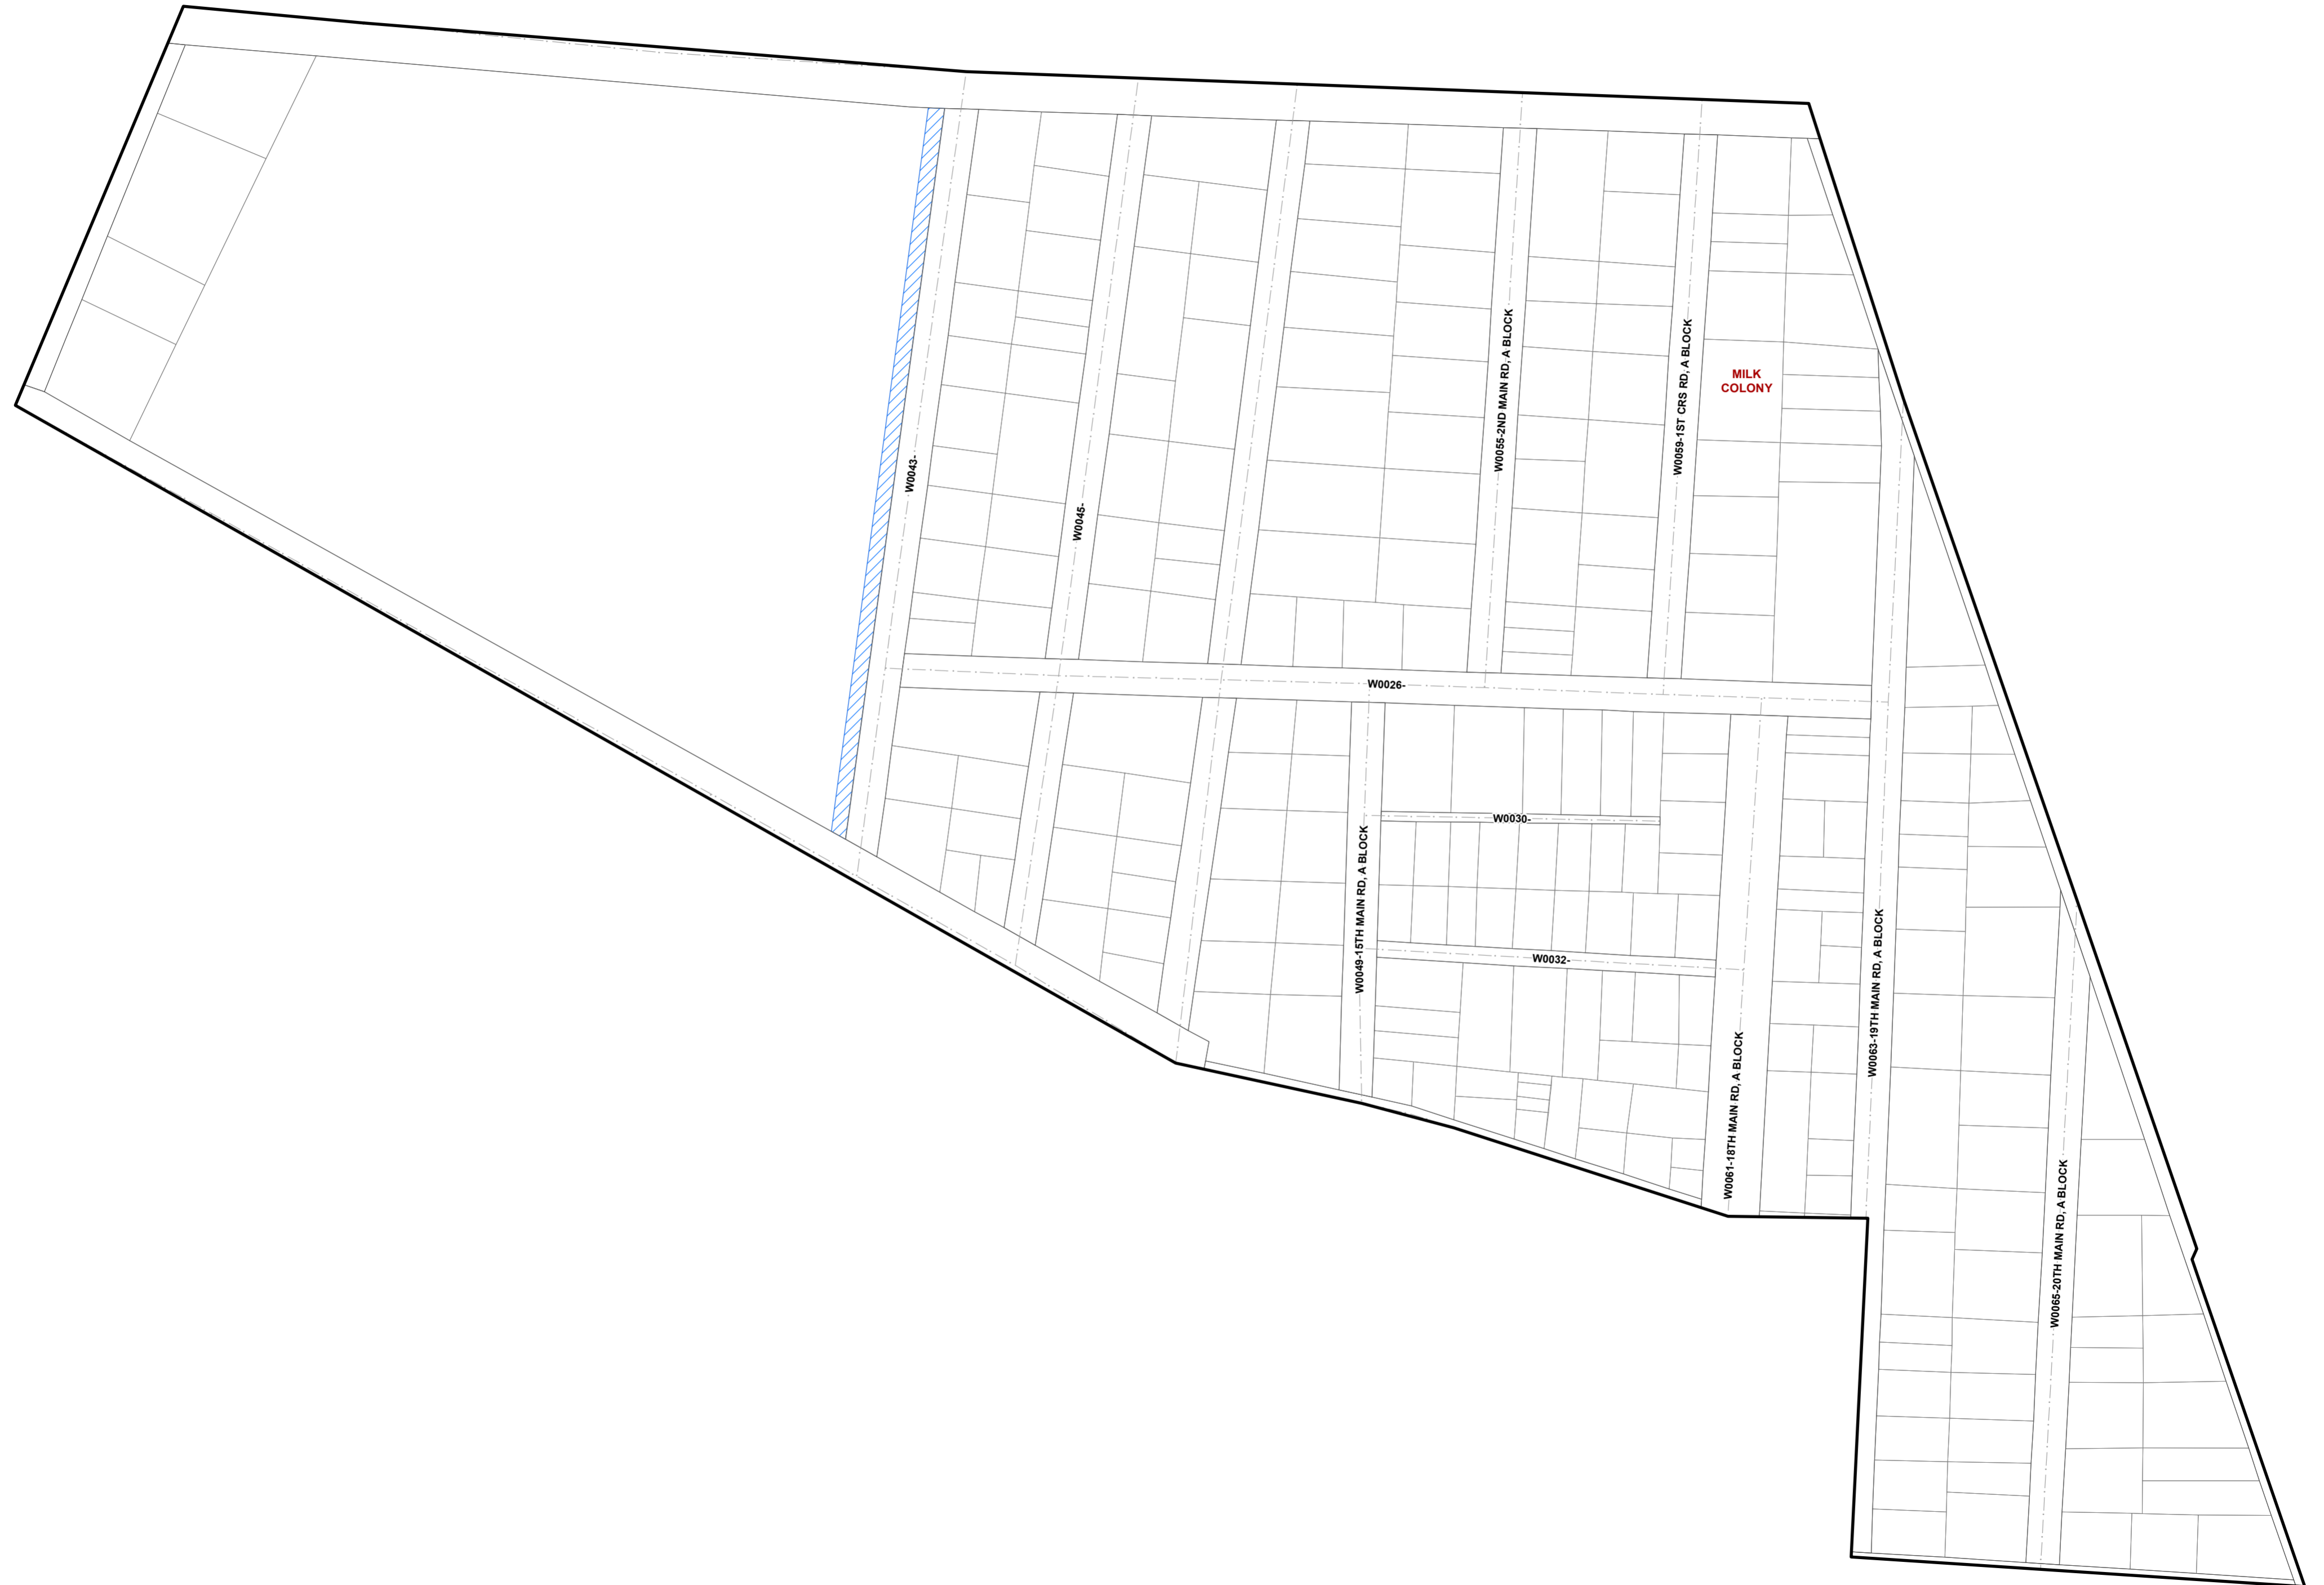 MILK
COLONY
W0055-2ND MAIN RD, A BLOCK
W0059-1ST CRS RD, A BLOCK
W0043-
W0045-
W0026-
W0030-
W0049-15TH MAIN RD, A BLOCK
W0032-
W0063-19TH MAIN RD, A BLOCK
W0061-18TH MAIN RD, A BLOCK
W0065-20TH MAIN RD, A BLOCK